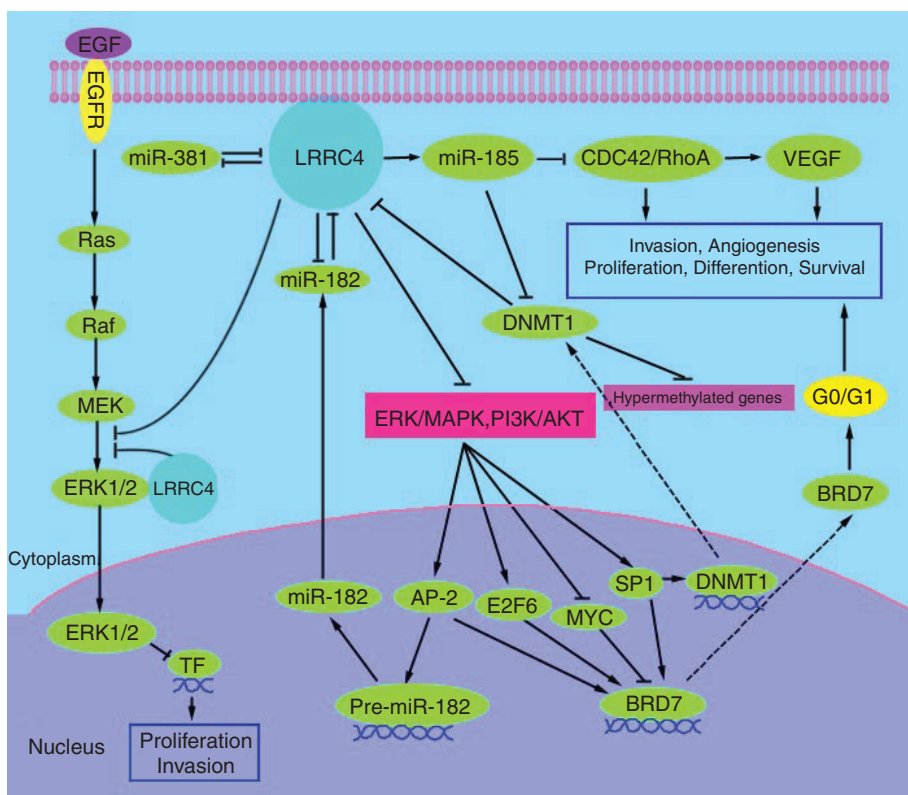 EGF
EGFR
miR-381
LRRC4
miR-185
CDC42/RhoA
VEGF
Ras
miR-182
Invasion, Angiogenesis
Proliferation, Differention, Survival
Raf
DNMT1
MEK
ERK/MAPK,PI3K/AKT
Hypermethylated genes
G0/G1
ERK1/2
LRRC4
BRD7
Cytoplasm
miR-182
AP-2
E2F6
MYC
SP1
DNMT1
ERK1/2
TF
Pre-miR-182
BRD7
Nucleus
Proliferation
Invasion